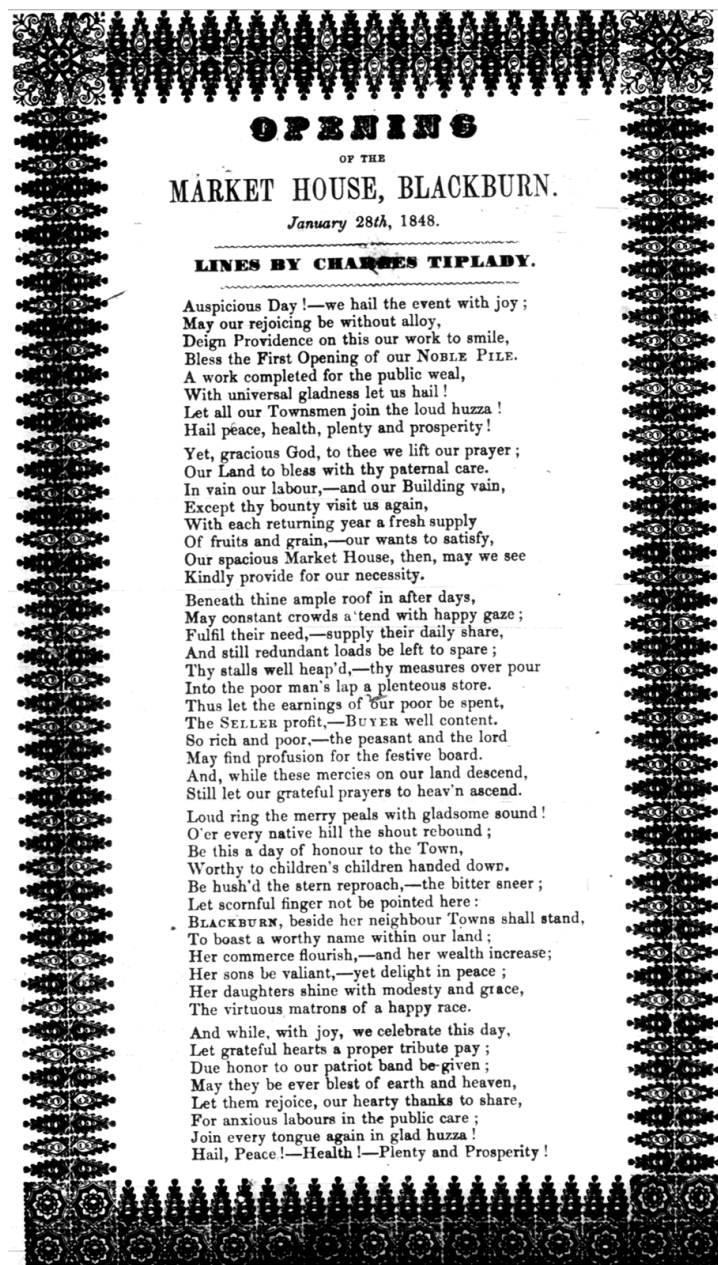 OPENING
OF THE
MARKET HOUSE, BLACKBURN.
January 28th, 1848.
LINES BY CHARLES TIPLADY.
Auspicious Day !—we hail the event with joy ;
May our rejoicing be without alloy,
Deign Providence on this our work to smile,
Bless the First Opening of our NOBLE PILE.
A work completed for the public weal,
With universal gladness let us hail !
Let all our Townsmen join the loud huzza !
Hail peace, health, plenty and prosperity !
Yet, gracious God, to thee we lift our prayer ;
Our Land to bless with thy paternal care.
In vain our labour,—and our Building vain,
Except thy bounty visit us again,
With each returning year a fresh supply
Of fruits and grain,—our wants to satisfy,
Our spacious Market House, then, may we see
Kindly provide for our necessity.
Beneath thine ample roof in after days,
May constant crowds attend with happy gaze ;
Fulfil their need,—supply their daily share,
And still redundant loads be left to spare ;
Thy stalls well heap'd,—thy measures over pour
Into the poor man's lap a plenteous store.
Thus let the earnings of our poor be spent,
The SELLER profit,—BUYER well content.
So rich and poor,—the peasant and the lord
May find profusion for the festive board.
And, while these mercies on our land descend,
Still let our grateful prayers to heav'n ascend.
Loud ring the merry peals with gladsome sound !
O'er every native hill the shout rebound ;
Be this a day of honour to the Town,
Worthy to children's children handed down.
Be hush'd the stern reproach,—the bitter sneer ;
Let scornful finger not be pointed here :
BLACKBURN, beside her neighbour Towns shall stand,
To boast a worthy name within our land ;
Her commerce flourish,—and her wealth increase;
Her sons be valiant,—yet delight in peace ;
Her daughters shine with modesty and grace,
The virtuous matrons of a happy race.
And while, with joy, we celebrate this day,
Let grateful hearts a proper tribute pay ;
Due honor to our patriot band be given ;
May they be ever blest of earth and heaven,
Let them rejoice, our hearty thanks to share,
For anxious labours in the public care ;
Join every tongue again in glad huzza !
Hail, Peace !—Health !—Plenty and Prosperity !